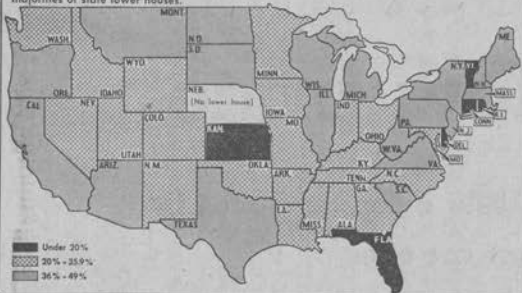 majorities of state lower houses.
MONT.
ME.
WASH.
N.D.
MINN.
VT.
N.H.
ORE.
IDAHO
WYO.
S.D.
WIS.
MICH.
N.Y.
MASS.
R.I.
CONN.
NEB.
[No lower house]
IOWA
ILL.
IND.
OHIO
PA.
N.J.
DEL.
MD.
CAL.
NEV.
UTAH
COLO.
KAN.
MO.
W.VA.
VA.
KY.
ARIZ.
N.M.
OKLA.
ARK.
TENN.
N.C.
S.C.
TEXAS
LA.
MISS.
ALA.
GA.
FLA.
Under 20%
20% - 35.9%
36% - 49%